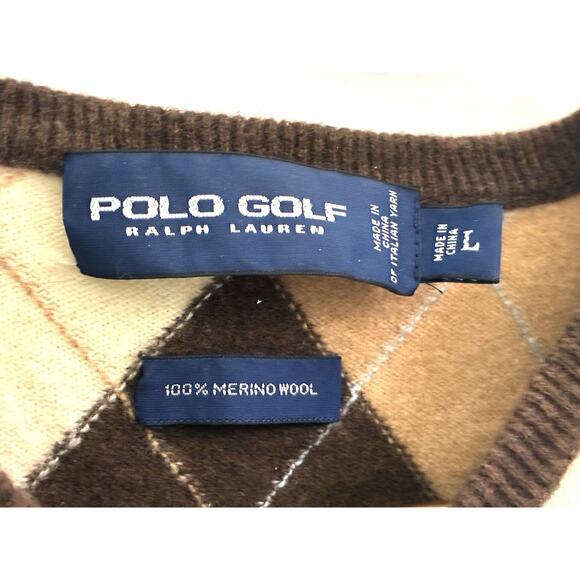 POLO GOLF
RALPH LAUREN
MADE IN
CHINA
OF ITALIAN YARN
L
MADE IN
CHINA
100% MERINO WOOL